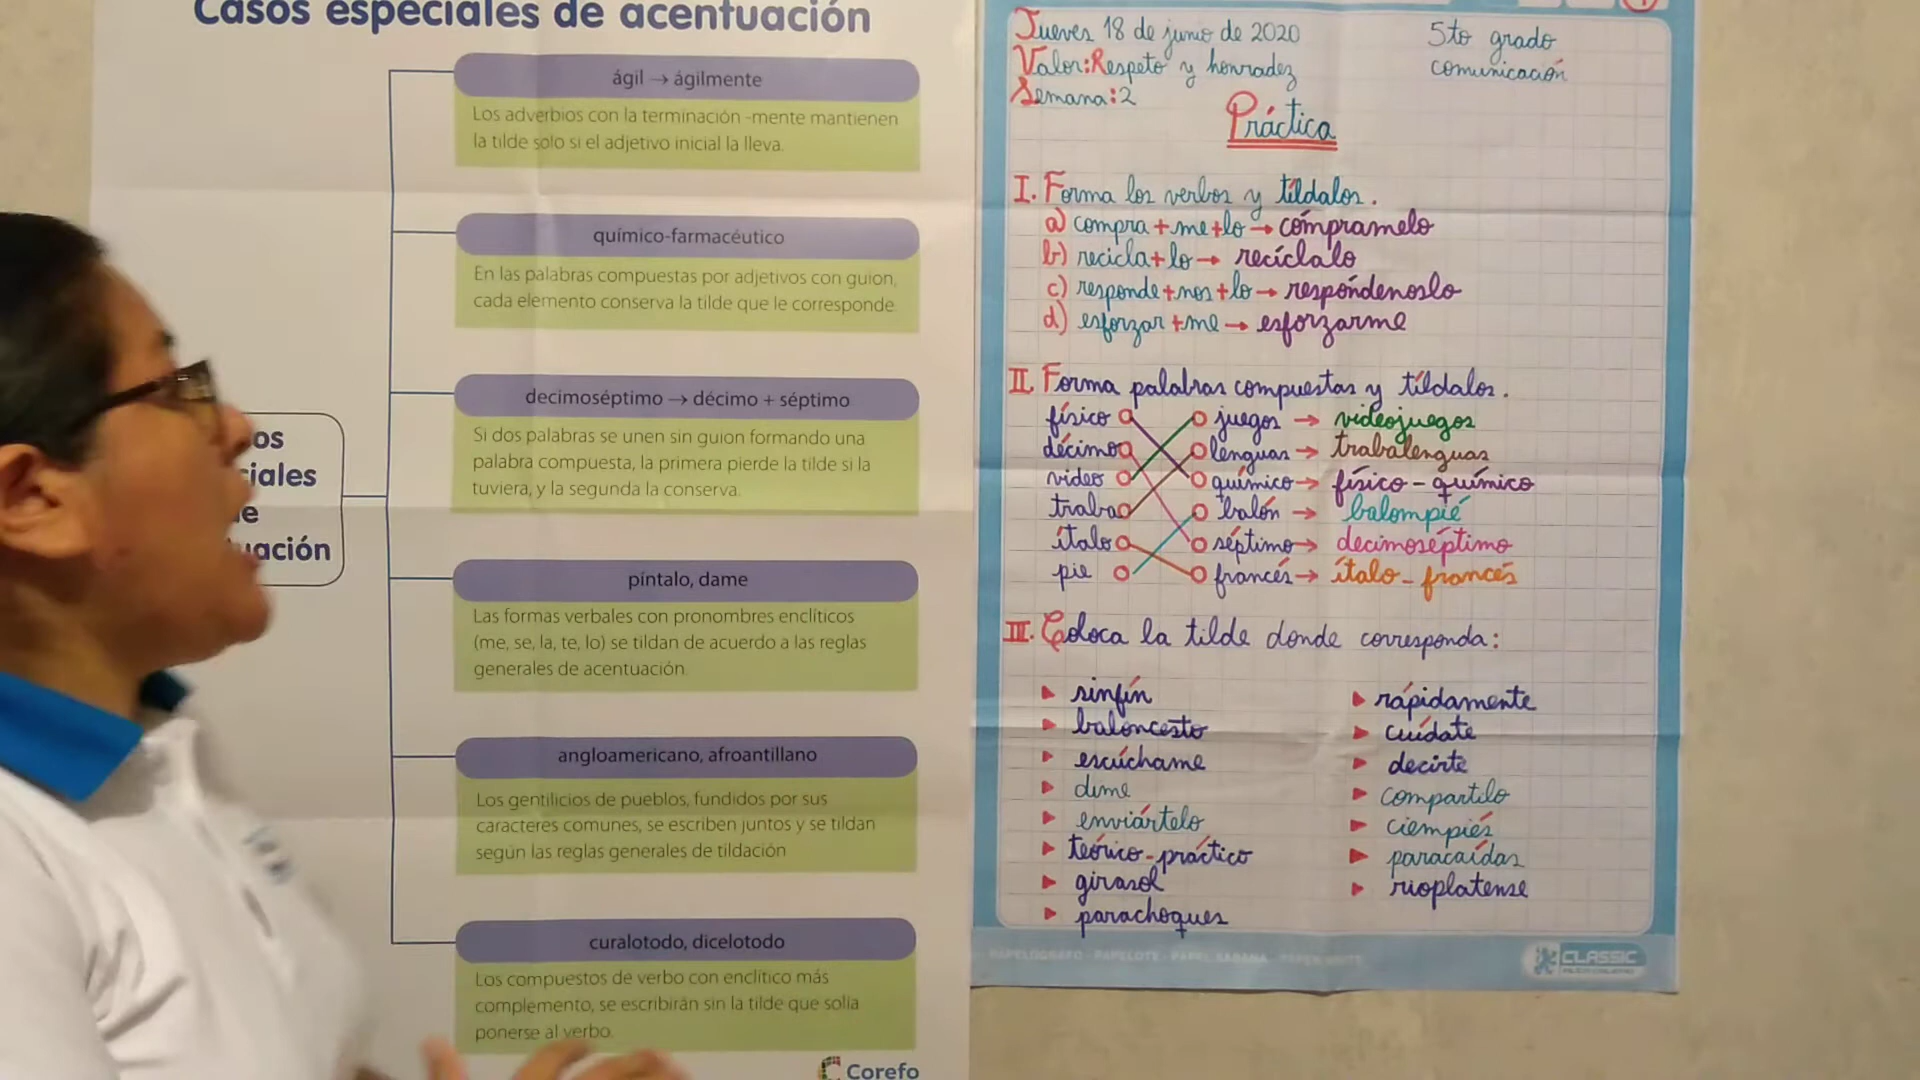 Casos especiales de acentuación
ágil → ágilmente
Los adverbios con la terminación -mente mantienen
la tilde solo si el adjetivo inicial la lleva.
químico-farmacéutico
En las palabras compuestas por adjetivos con guion,
cada elemento conserva la tilde que le corresponde
decimoséptimo → décimo + séptimo
Si dos palabras se unen sin guion formando una
palabra compuesta, la primera pierde la tilde si la
tuviera, y la segunda la conserva.
píntalo, dame
Las formas verbales con pronombres enclíticos
(me, se, la, te, lo) se tildan de acuerdo a las reglas
generales de acentuación.
angloamericano, afroantillano
Los gentilicios de pueblos, fundidos por sus
caracteres comunes, se escriben juntos y se tildan
según las reglas generales de tildación
curalotodo, dicelotodo
Los compuestos de verbo con enclítico más
complemento, se escribirán sin la tilde que solía
ponerse al verbo.
Corefo
Jueves 18 de junio de 2020
5to grado
Valor: Respeto y honradez
comunicación
Semana: 2
Práctica
I. Forma los verbos y tíldalos.
a) compra+me+lo → cómpramelo
b) recicla+lo → recíclalo
c) responde+nos+lo → respóndenoslo
d) esforzar+me → esforzarme
II. Forma palabras compuestas y tíldalos.
físico juegos → videojuegos
décimo lenguas → trabalenguas
video químico → físico-químico
traba balón → balompié
ítalo séptimo → decimoséptimo
pie francés → ítalo-francés
III. Coloca la tilde donde corresponda:
sinfín rápidamente
baloncesto cuídate
escúchame decirte
dime compartilo
enviártelo ciempiés
teórico-práctico paracaídas
girasol rioplatense
parachoques
CLASSIC